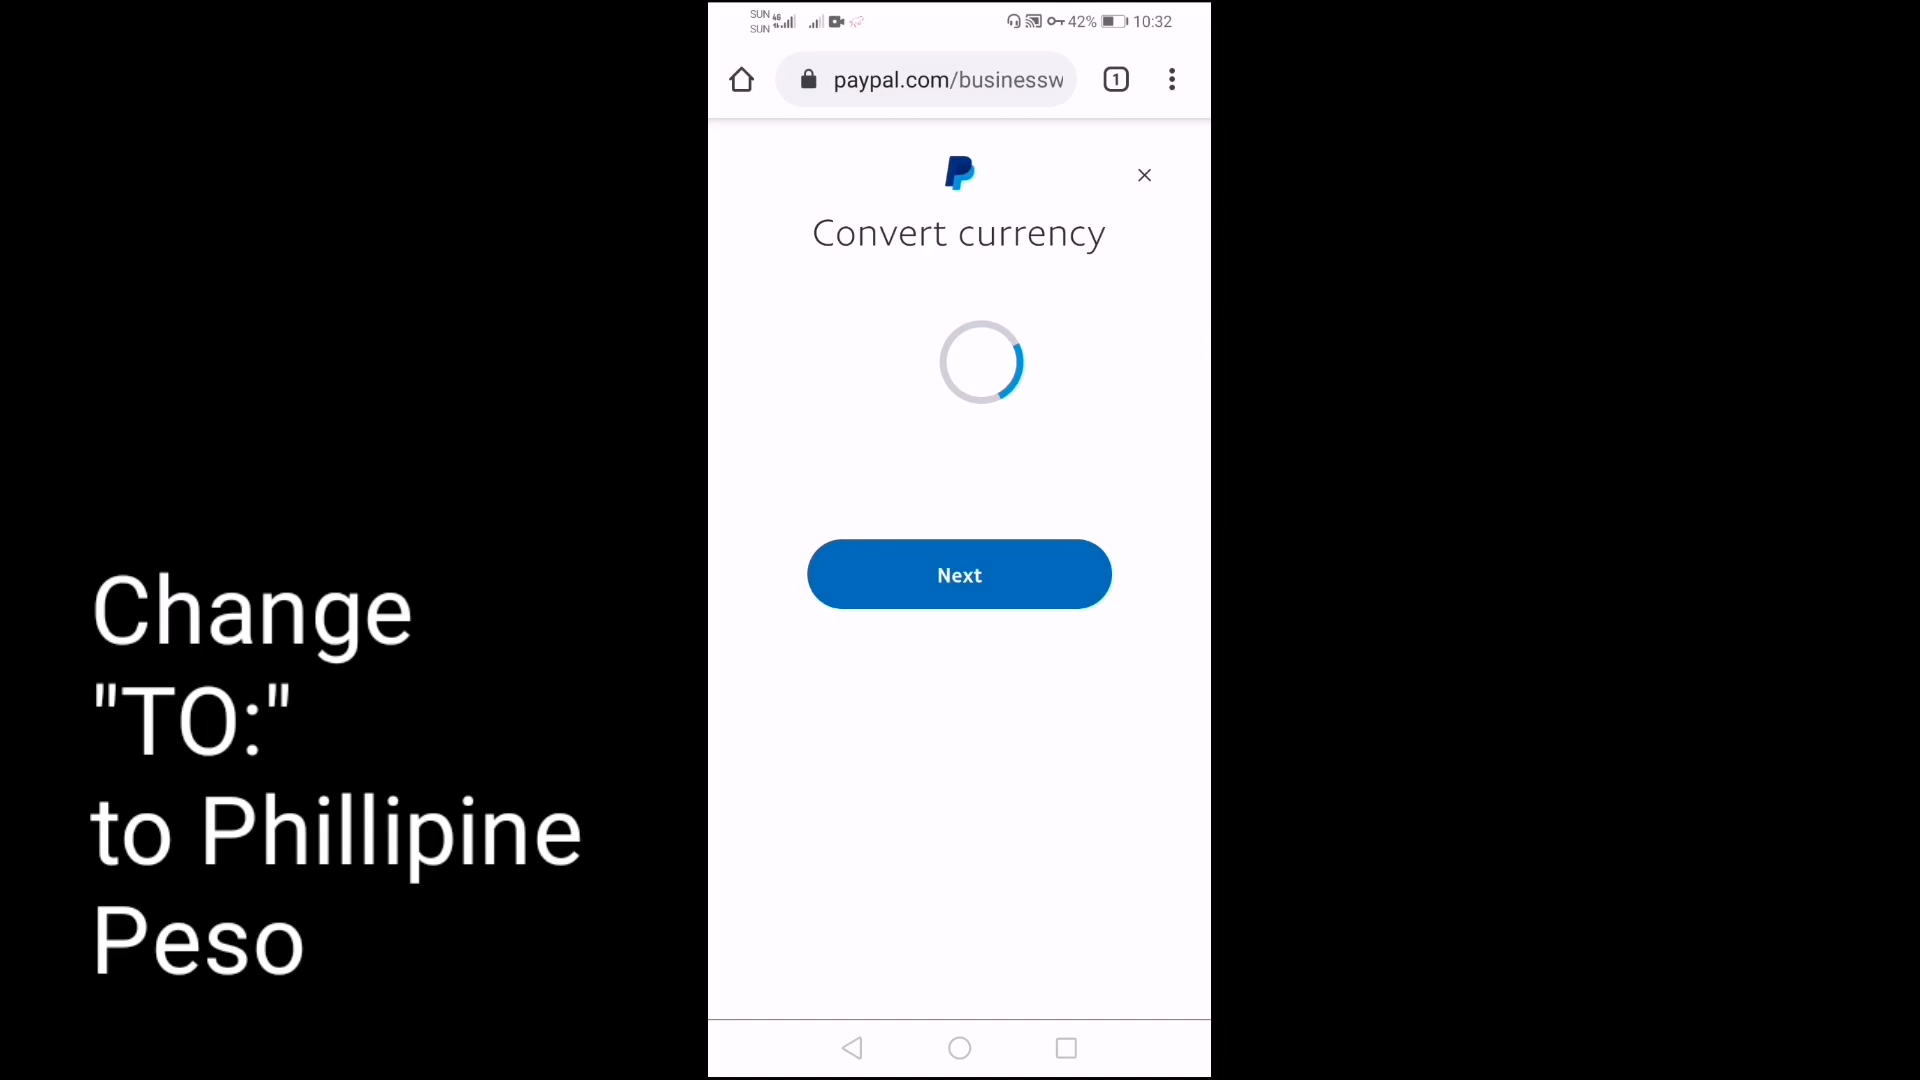 SUN 4G
SUN
42% 10:32
paypal.com/businessw
1
Convert currency
Next
Change
"TO:"
to Phillipine
Peso